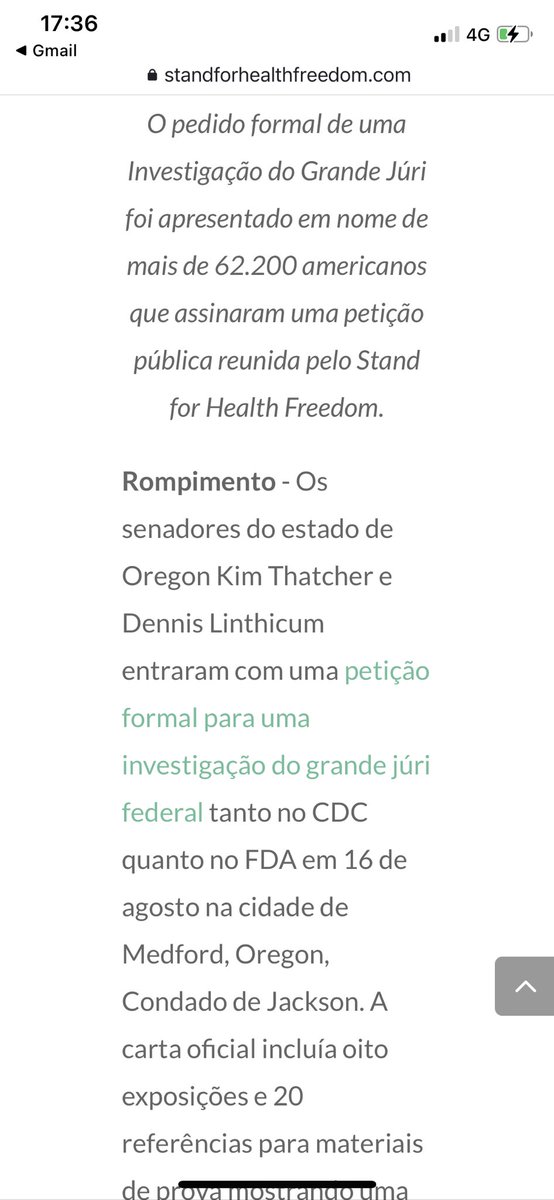 17:36
4G
◀ Gmail
standforhealthfreedom.com
O pedido formal de uma
Investigação do Grande Júri
foi apresentado em nome de
mais de 62.200 americanos
que assinaram uma petição
pública reunida pelo Stand
for Health Freedom.
Rompimento - Os
senadores do estado de
Oregon Kim Thatcher e
Dennis Linthicum
entraram com uma petição
formal para uma
investigação do grande júri
federal tanto no CDC
quanto no FDA em 16 de
agosto na cidade de
Medford, Oregon,
Condado de Jackson. A
carta oficial incluía oito
exposições e 20
referências para materiais
de prova mostrando uma